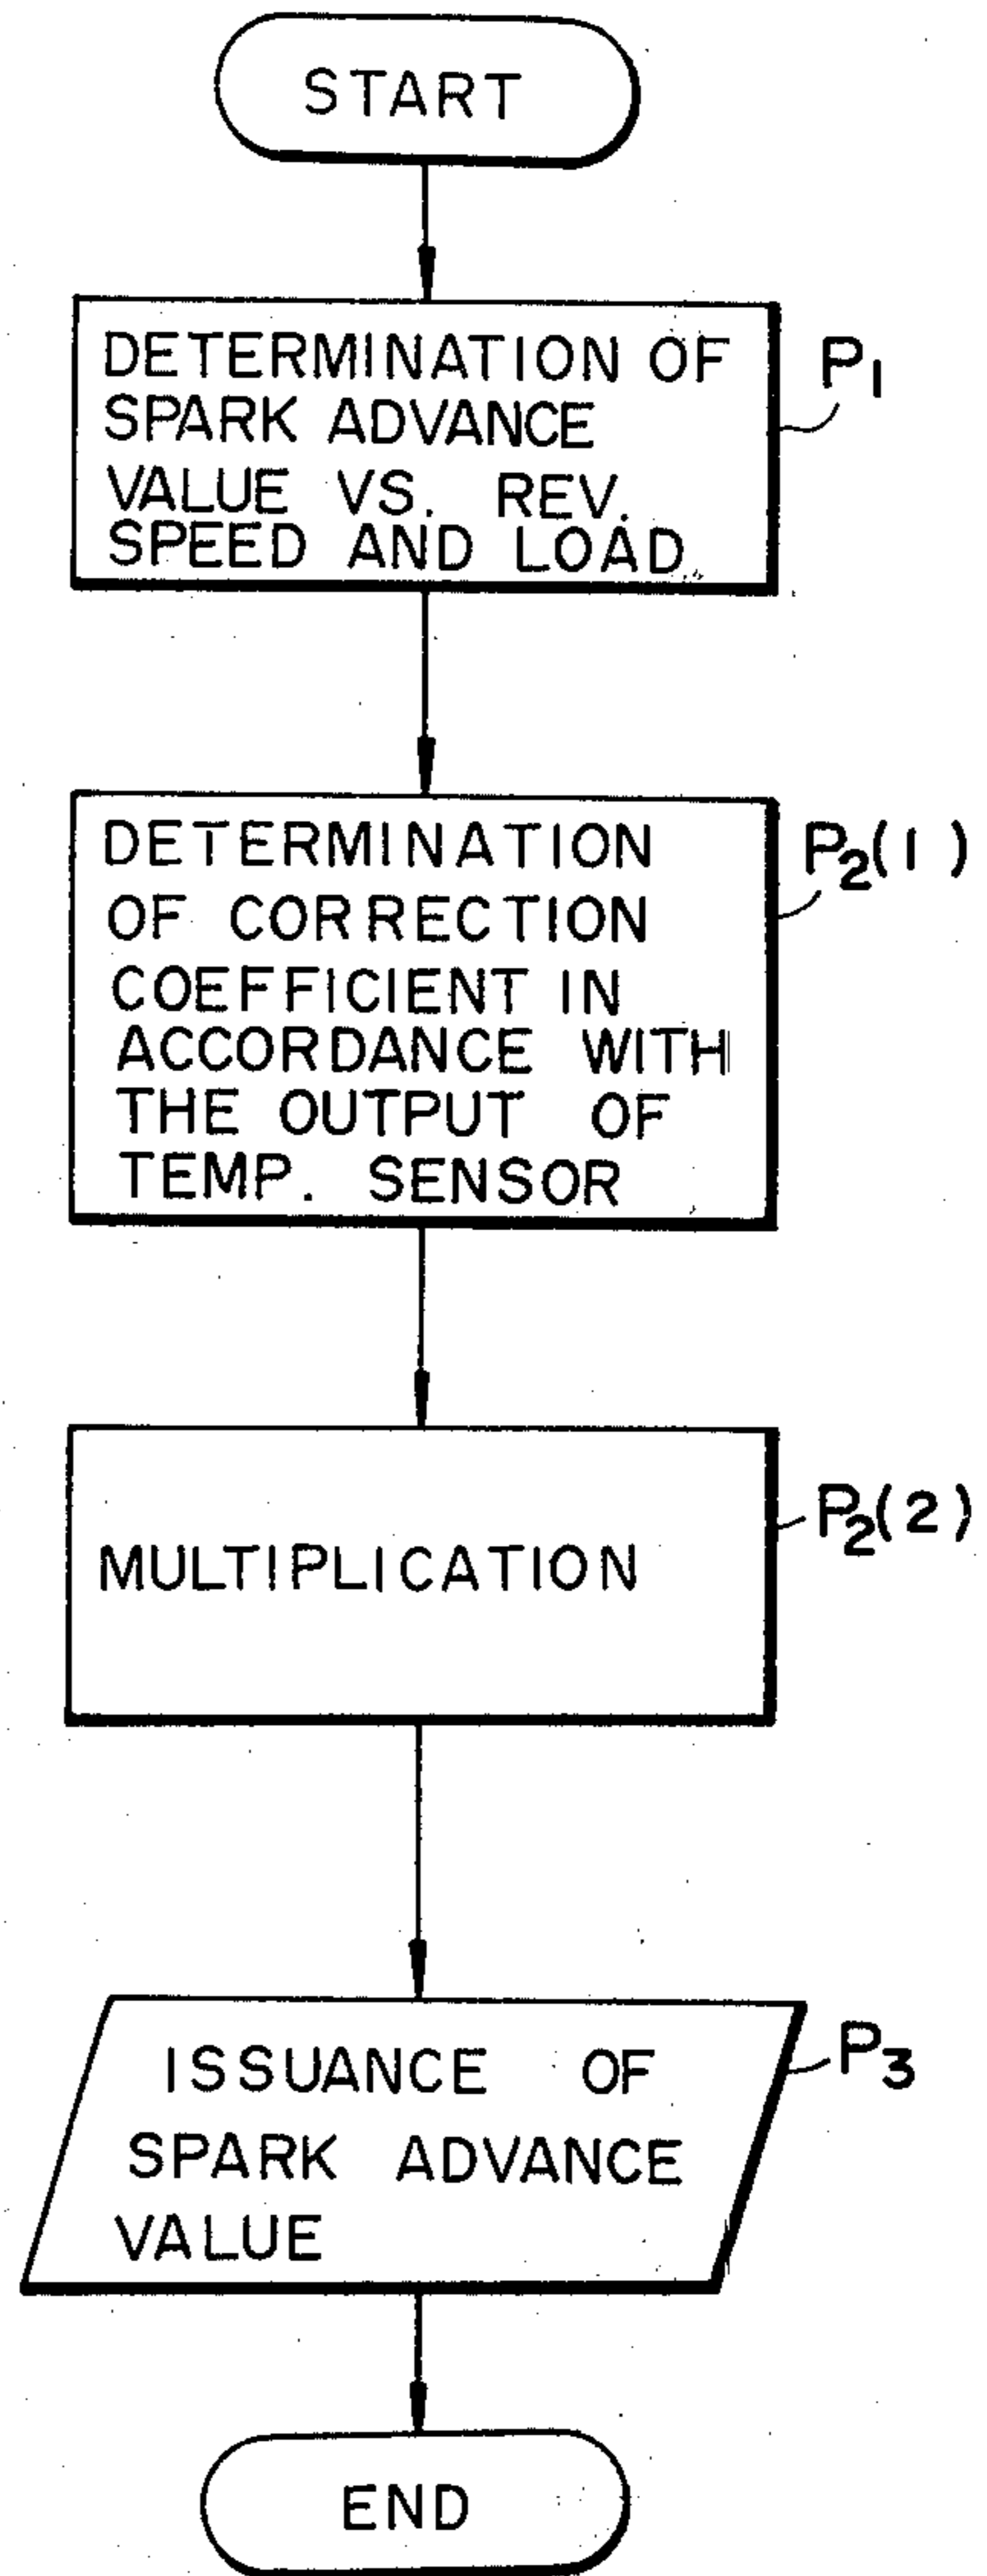 START
DETERMINATION OF
SPARK ADVANCE
VALUE VS. REV.
SPEED AND LOAD
P1
DETERMINATION
OF CORRECTION
COEFFICIENT IN
ACCORDANCE WITH
THE OUTPUT OF
TEMP. SENSOR
P2(1)
MULTIPLICATION
P2(2)
ISSUANCE OF
SPARK ADVANCE
VALUE
P3
END